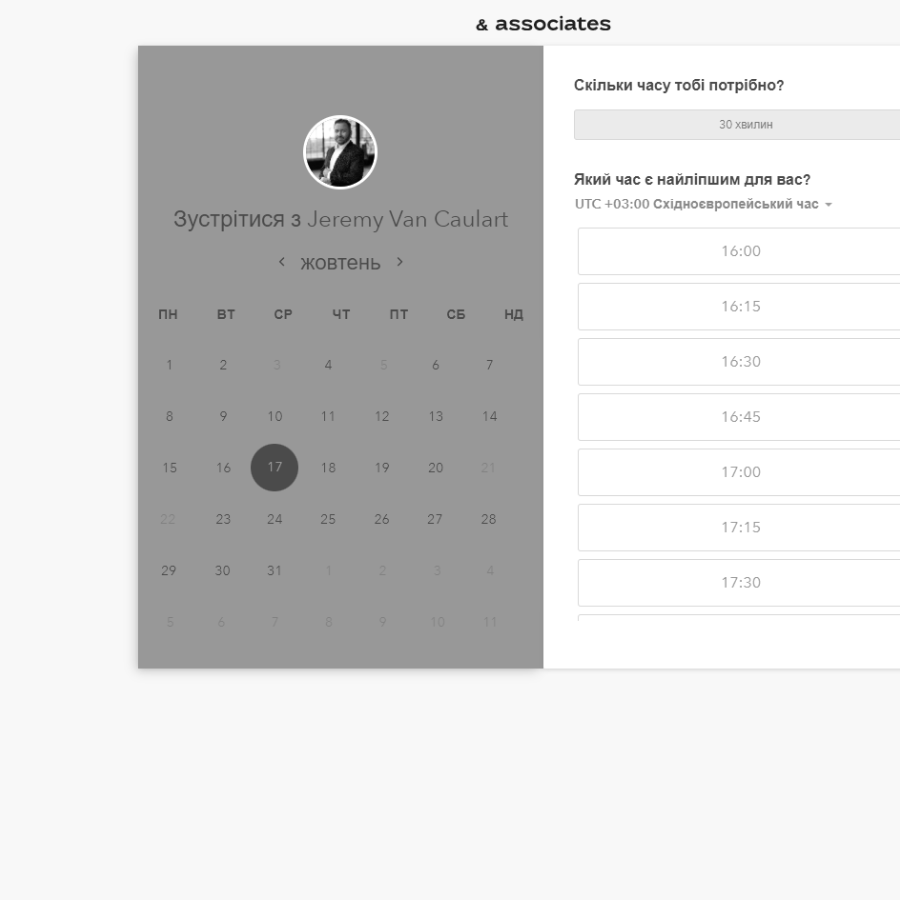 & associates
Зустрітися з Jeremy Van Caulart
‹ жовтень ›
ПН ВТ СР ЧТ ПТ СБ НД
1 2 3 4 5 6 7
8 9 10 11 12 13 14
15 16 17 18 19 20 21
22 23 24 25 26 27 28
29 30 31 1 2 3 4
5 6 7 8 9 10 11
Скільки часу тобі потрібно?
30 хвилин
Який час є найліпшим для вас?
UTC +03:00 Східноєвропейський час
16:00
16:15
16:30
16:45
17:00
17:15
17:30